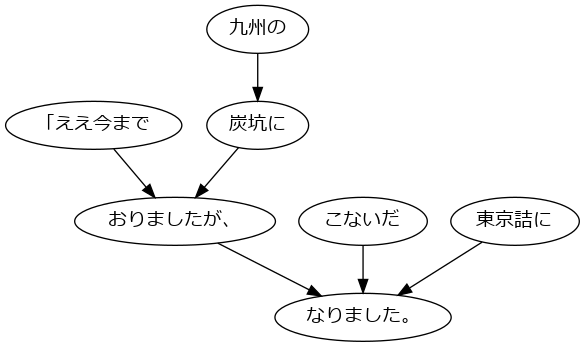 九州の
「ええ今まで
炭坑に
おりましたが、
こないだ
東京詰に
なりました。